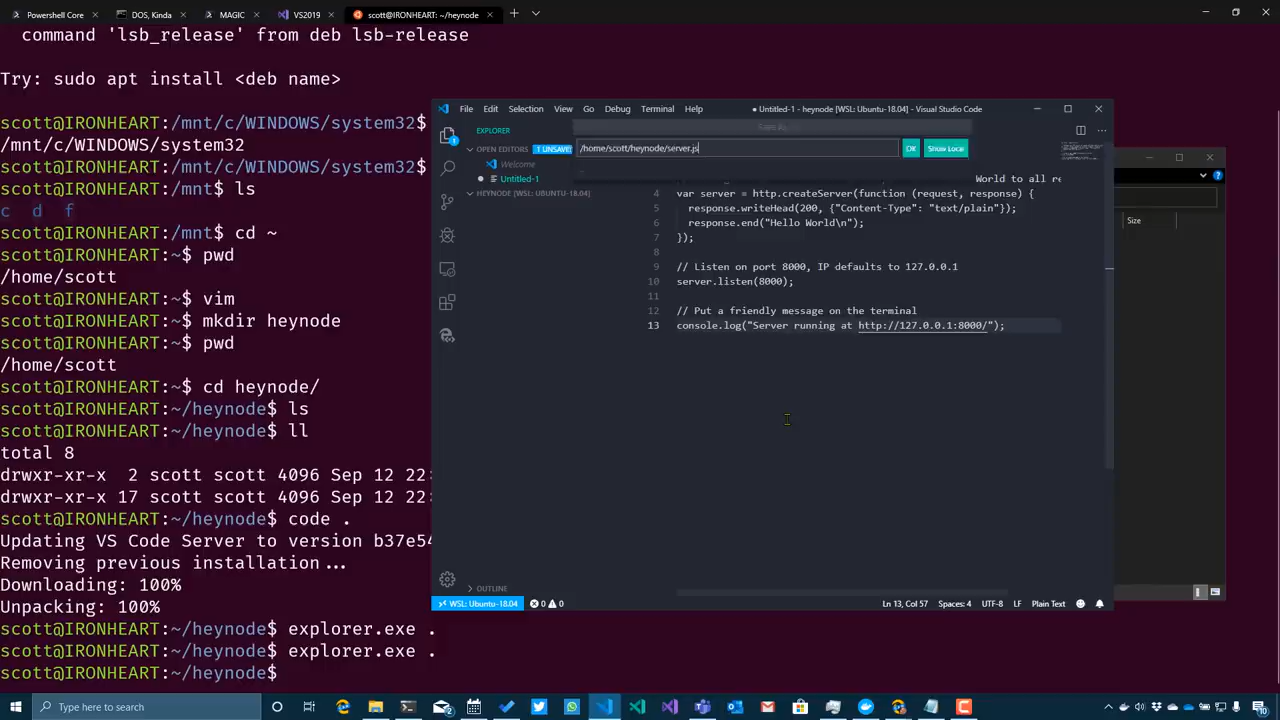 Powershell Core
DOS, Kinda
MAGIC
VS2019
scott@IRONHEART: ~/heynode
command 'lsb_release' from deb lsb-release
Try: sudo apt install <deb name>
scott@IRONHEART:/mnt/c/WINDOWS/system32$
/mnt/c/WINDOWS/system32
scott@IRONHEART:/mnt/c/WINDOWS/system32$
scott@IRONHEART:/mnt$ ls
c d f
scott@IRONHEART:/mnt$ cd ~
scott@IRONHEART:~$ pwd
/home/scott
scott@IRONHEART:~$ vim
scott@IRONHEART:~$ mkdir heynode
scott@IRONHEART:~$ pwd
/home/scott
scott@IRONHEART:~$ cd heynode/
scott@IRONHEART:~/heynode$ ls
scott@IRONHEART:~/heynode$ ll
total 8
drwxr-xr-x 2 scott scott 4096 Sep 12 22:
drwxr-xr-x 17 scott scott 4096 Sep 12 22:
scott@IRONHEART:~/heynode$ code .
Updating VS Code Server to version b37e54
Removing previous installation...
Downloading: 100%
Unpacking: 100%
scott@IRONHEART:~/heynode$ explorer.exe .
scott@IRONHEART:~/heynode$ explorer.exe .
scott@IRONHEART:~/heynode$
File Edit Selection View Go Debug Terminal Help
● Untitled-1 - heynode [WSL: Ubuntu-18.04] - Visual Studio Code
EXPLORER
Save As
OPEN EDITORS 1 UNSAVED
/home/scott/heynode/server.js
OK
Show Local
Welcome
● Untitled-1
HEYNODE [WSL: UBUNTU-18.04]
..
World to all re
4 var server = http.createServer(function (request, response) {
5 response.writeHead(200, {"Content-Type": "text/plain"});
6 response.end("Hello World\n");
7 });
8
9 // Listen on port 8000, IP defaults to 127.0.0.1
10 server.listen(8000);
11
12 // Put a friendly message on the terminal
13 console.log("Server running at http://127.0.0.1:8000/");
OUTLINE
WSL: Ubuntu-18.04
0 0
Ln 13, Col 57
Spaces: 4
UTF-8
LF
Plain Text
Size
Type here to search